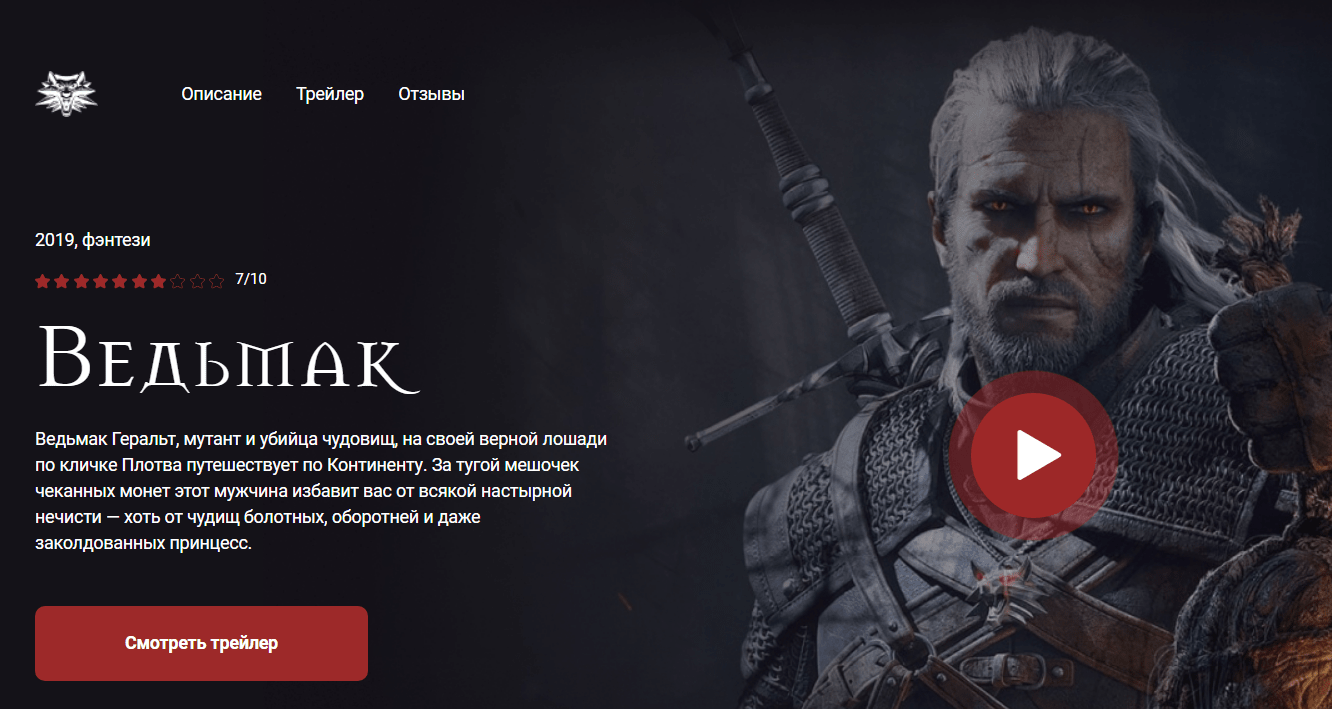 Описание Трейлер Отзывы
2019, фэнтези
7/10
Ведьмак
Ведьмак Геральт, мутант и убийца чудовищ, на своей верной лошади
по кличке Плотва путешествует по Континенту. За тугой мешочек
чеканных монет этот мужчина избавит вас от всякой настырной
нечисти — хоть от чудищ болотных, оборотней и даже
заколдованных принцесс.
Смотреть трейлер